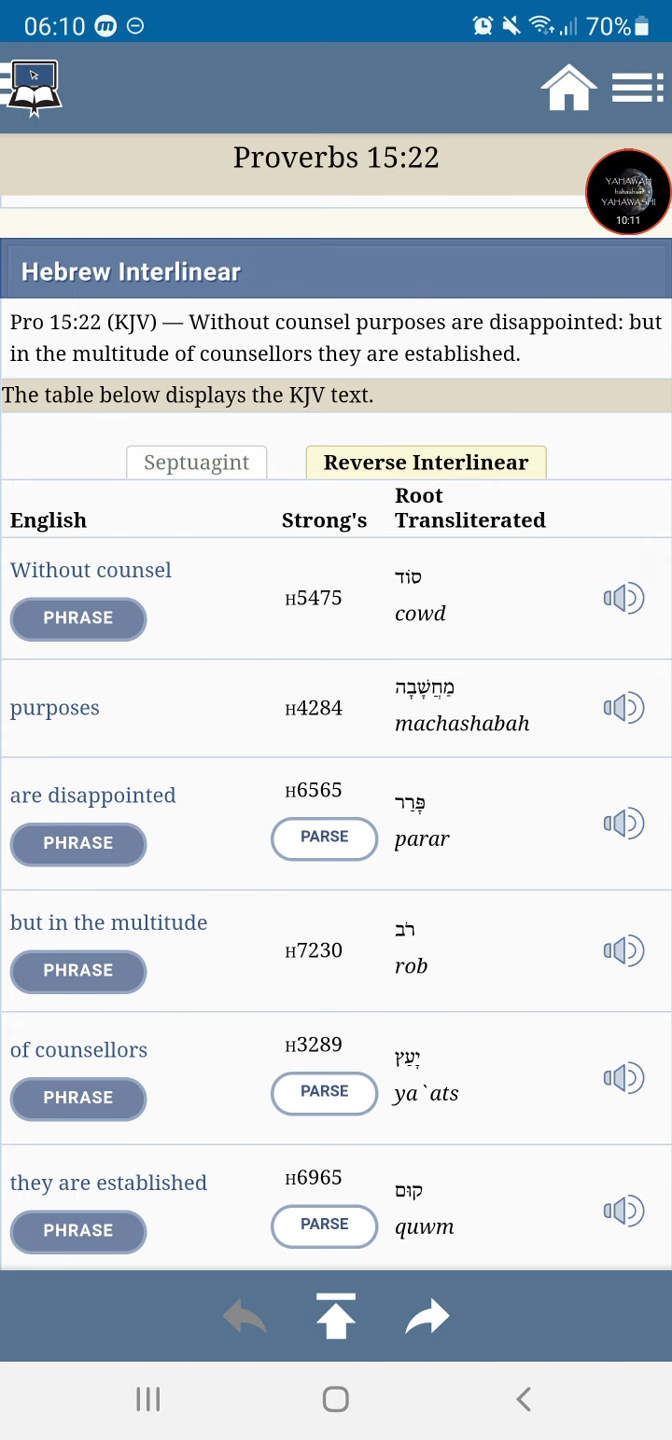 06:10 70%
Proverbs 15:22
YAHAWAH
bahasham
YAHAWASHI
10:11
Hebrew Interlinear
Pro 15:22 (KJV) — Without counsel purposes are disappointed: but
in the multitude of counsellors they are established.
The table below displays the KJV text.
Septuagint Reverse Interlinear
English Strong's Root
Transliterated
Without counsel
PHRASE
H5475
סוֹד
cowd
purposes
H4284
מַחֲשָׁבָה
machashabah
are disappointed
PHRASE
H6565
PARSE
פָּרַר
parar
but in the multitude
PHRASE
H7230
רֹב
rob
of counsellors
PHRASE
H3289
PARSE
יָעַץ
ya`ats
they are established
PHRASE
H6965
PARSE
קוּם
quwm